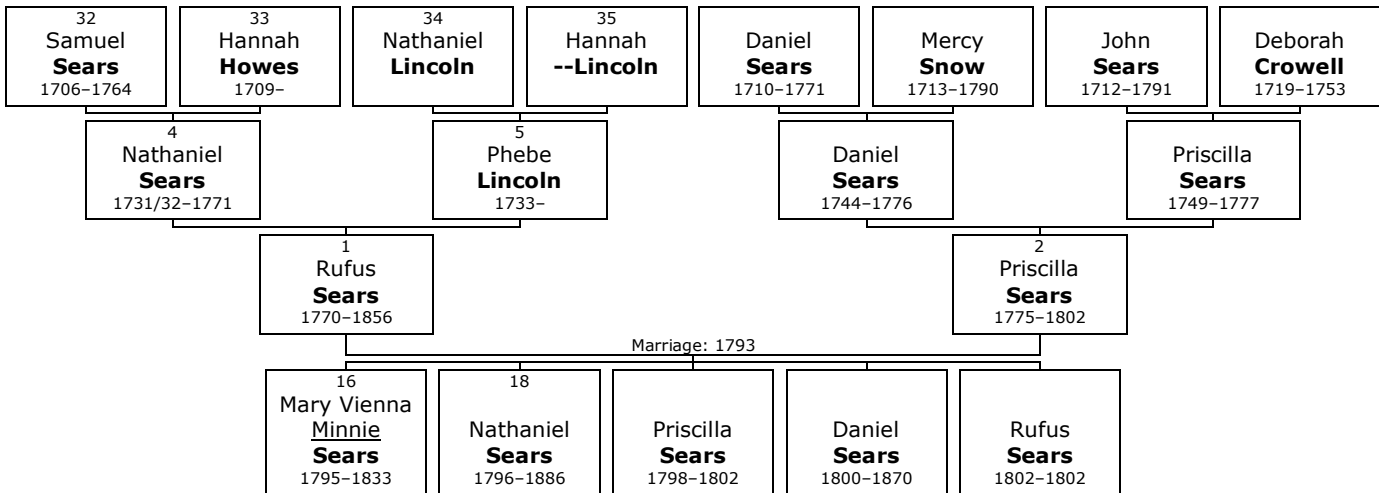 32
Samuel
Sears
1706–1764
33
Hannah
Howes
1709–
34
Nathaniel
Lincoln
35
Hannah
--Lincoln
Daniel
Sears
1710–1771
Mercy
Snow
1713–1790
John
Sears
1712–1791
Deborah
Crowell
1719–1753
4
Nathaniel
Sears
1731/32–1771
5
Phebe
Lincoln
1733–
Daniel
Sears
1744–1776
Priscilla
Sears
1749–1777
1
Rufus
Sears
1770–1856
2
Priscilla
Sears
1775–1802
Marriage: 1793
16
Mary Vienna
Minnie
Sears
1795–1833
18
Nathaniel
Sears
1796–1886
Priscilla
Sears
1798–1802
Daniel
Sears
1800–1870
Rufus
Sears
1802–1802